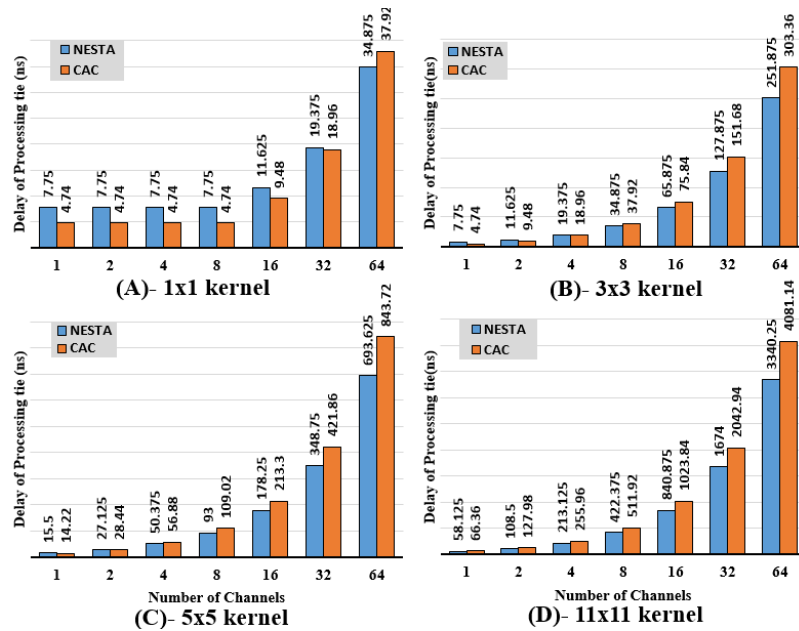 Delay of Processing tie (ns)
NESTA
CAC
7.75 4.74 7.75 4.74 7.75 4.74 7.75 4.74 11.625 9.48 19.375 18.96 34.875 37.92
1 2 4 8 16 32 64
(A)- 1x1 kernel
Delay of Processing tie(ns)
NESTA
CAC
7.75 4.74 11.625 9.48 19.375 18.96 34.875 37.92 65.875 75.84 127.875 151.68 251.875 303.36
1 2 4 8 16 32 64
(B)- 3x3 kernel
Delay of Processing tie(ns)
NESTA
CAC
15.5 14.22 27.125 28.44 50.375 56.88 93 109.02 178.25 213.3 348.75 421.86 693.625 843.72
1 2 4 8 16 32 64
Number of Channels
(C)- 5x5 kernel
Delay of Processing tie(ns)
NESTA
CAC
58.125 66.36 108.5 127.98 213.125 255.96 422.375 511.92 840.875 1023.84 1674 2042.94 3340.25 4081.14
1 2 4 8 16 32 64
Number of Channels
(D)- 11x11 kernel